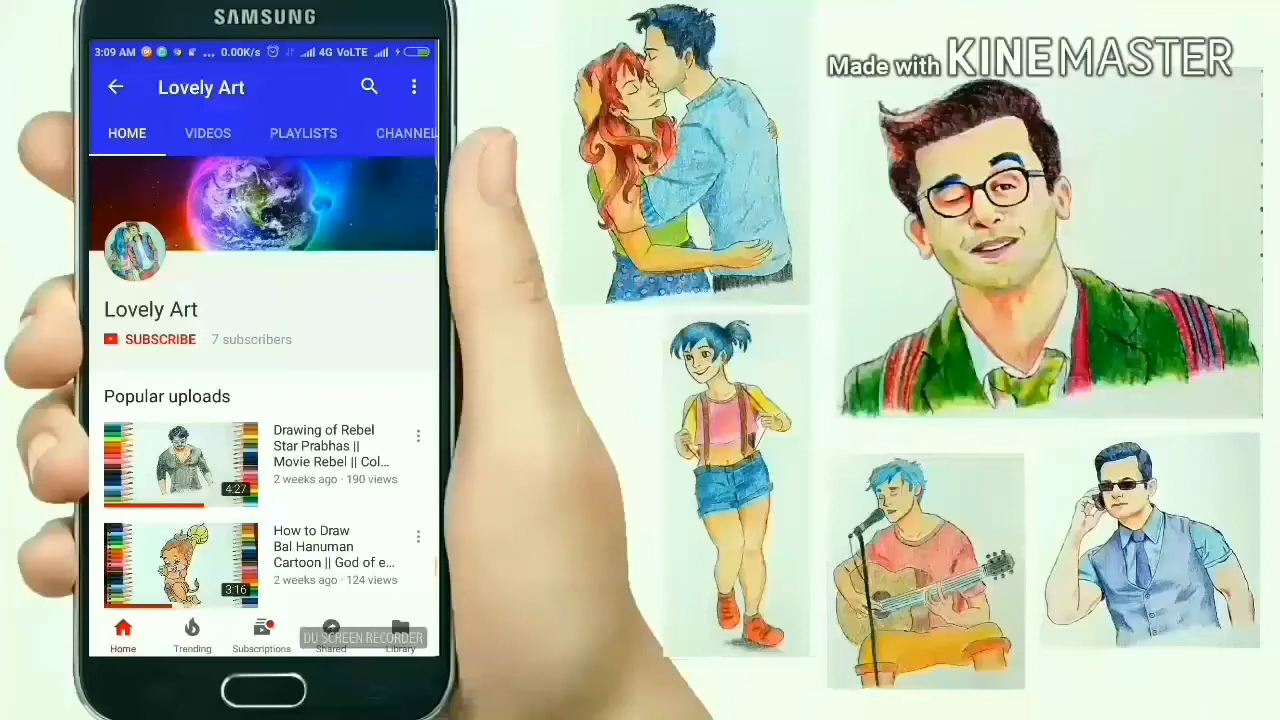 SAMSUNG
3:09 AM ... 0.00K/s 4G VoLTE
Lovely Art
HOME VIDEOS PLAYLISTS CHANNEL
Lovely Art
SUBSCRIBE 7 subscribers
Popular uploads
Drawing of Rebel
Star Prabhas ||
Movie Rebel || Col...
2 weeks ago · 190 views
4:27
How to Draw
Bal Hanuman
Cartoon || God of e...
2 weeks ago · 124 views
3:16
DU SCREEN RECORDER
Home Trending Subscriptions Shared Library
Made with KINEMASTER